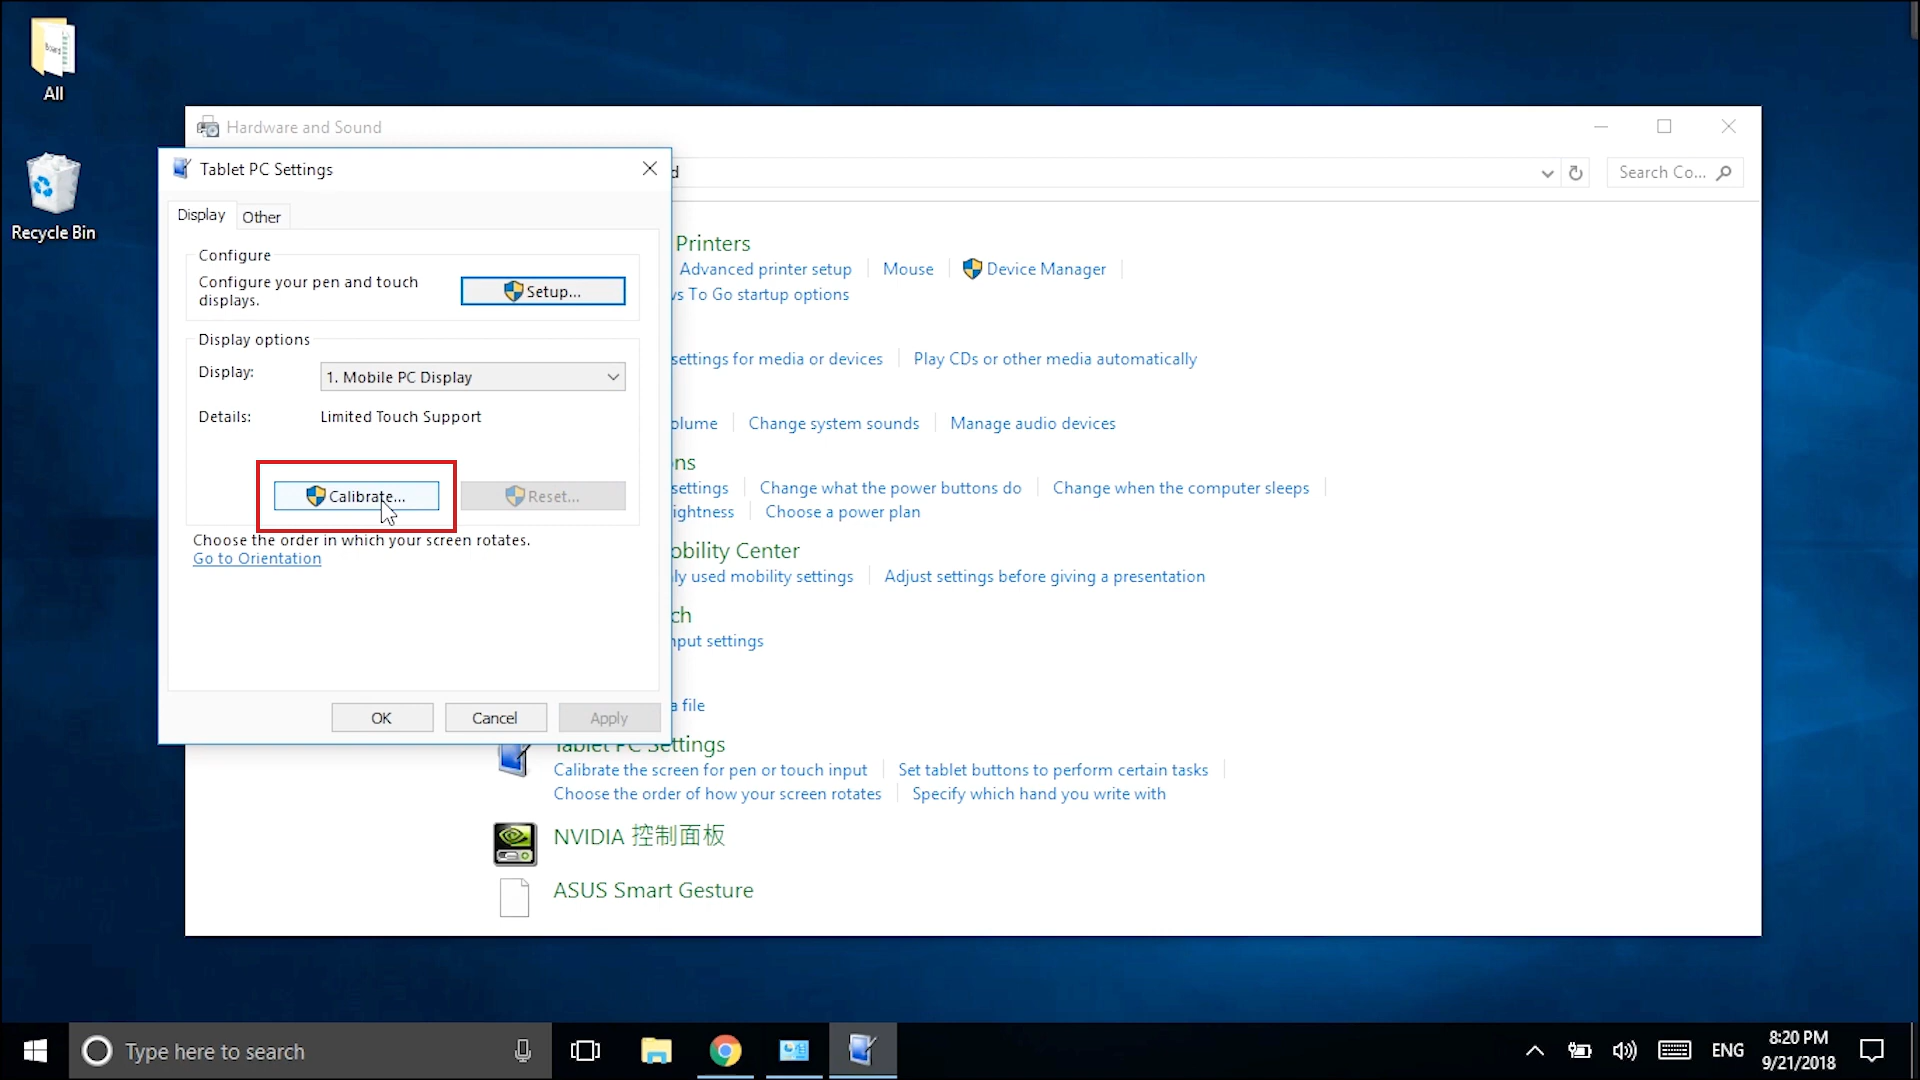 All
Recycle Bin
Hardware and Sound
Search Co...
Tablet PC Settings
Display
Other
Configure
Configure your pen and touch
displays.
Setup...
Display options
Display:
1. Mobile PC Display
Details:
Limited Touch Support
Calibrate...
Reset...
Choose the order in which your screen rotates.
Go to Orientation
OK
Cancel
Apply
Printers
Advanced printer setup
Mouse
Device Manager
To Go startup options
settings for media or devices
Play CDs or other media automatically
Change system sounds
Manage audio devices
settings
Change what the power buttons do
Change when the computer sleeps
Choose a power plan
Center
used mobility settings
Adjust settings before giving a presentation
settings
a file
Tablet PC Settings
Calibrate the screen for pen or touch input
Set tablet buttons to perform certain tasks
Choose the order of how your screen rotates
Specify which hand you write with
NVIDIA 控制面板
ASUS Smart Gesture
Type here to search
ENG
8:20 PM
9/21/2018